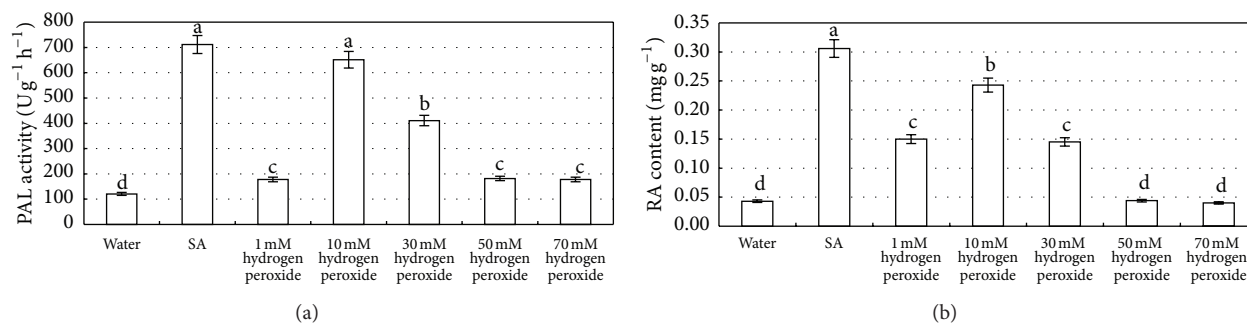 PAL activity (U g⁻¹ h⁻¹)
800
700
600
500
400
300
200
100
0
d
a
c
a
b
c
c
Water
SA
1 mM
hydrogen
peroxide
10 mM
hydrogen
peroxide
30 mM
hydrogen
peroxide
50 mM
hydrogen
peroxide
70 mM
hydrogen
peroxide
(a)
RA content (mg g⁻¹)
0.35
0.30
0.25
0.20
0.15
0.10
0.05
0.00
d
a
c
b
c
d
d
Water
SA
1 mM
hydrogen
peroxide
10 mM
hydrogen
peroxide
30 mM
hydrogen
peroxide
50 mM
hydrogen
peroxide
70 mM
hydrogen
peroxide
(b)